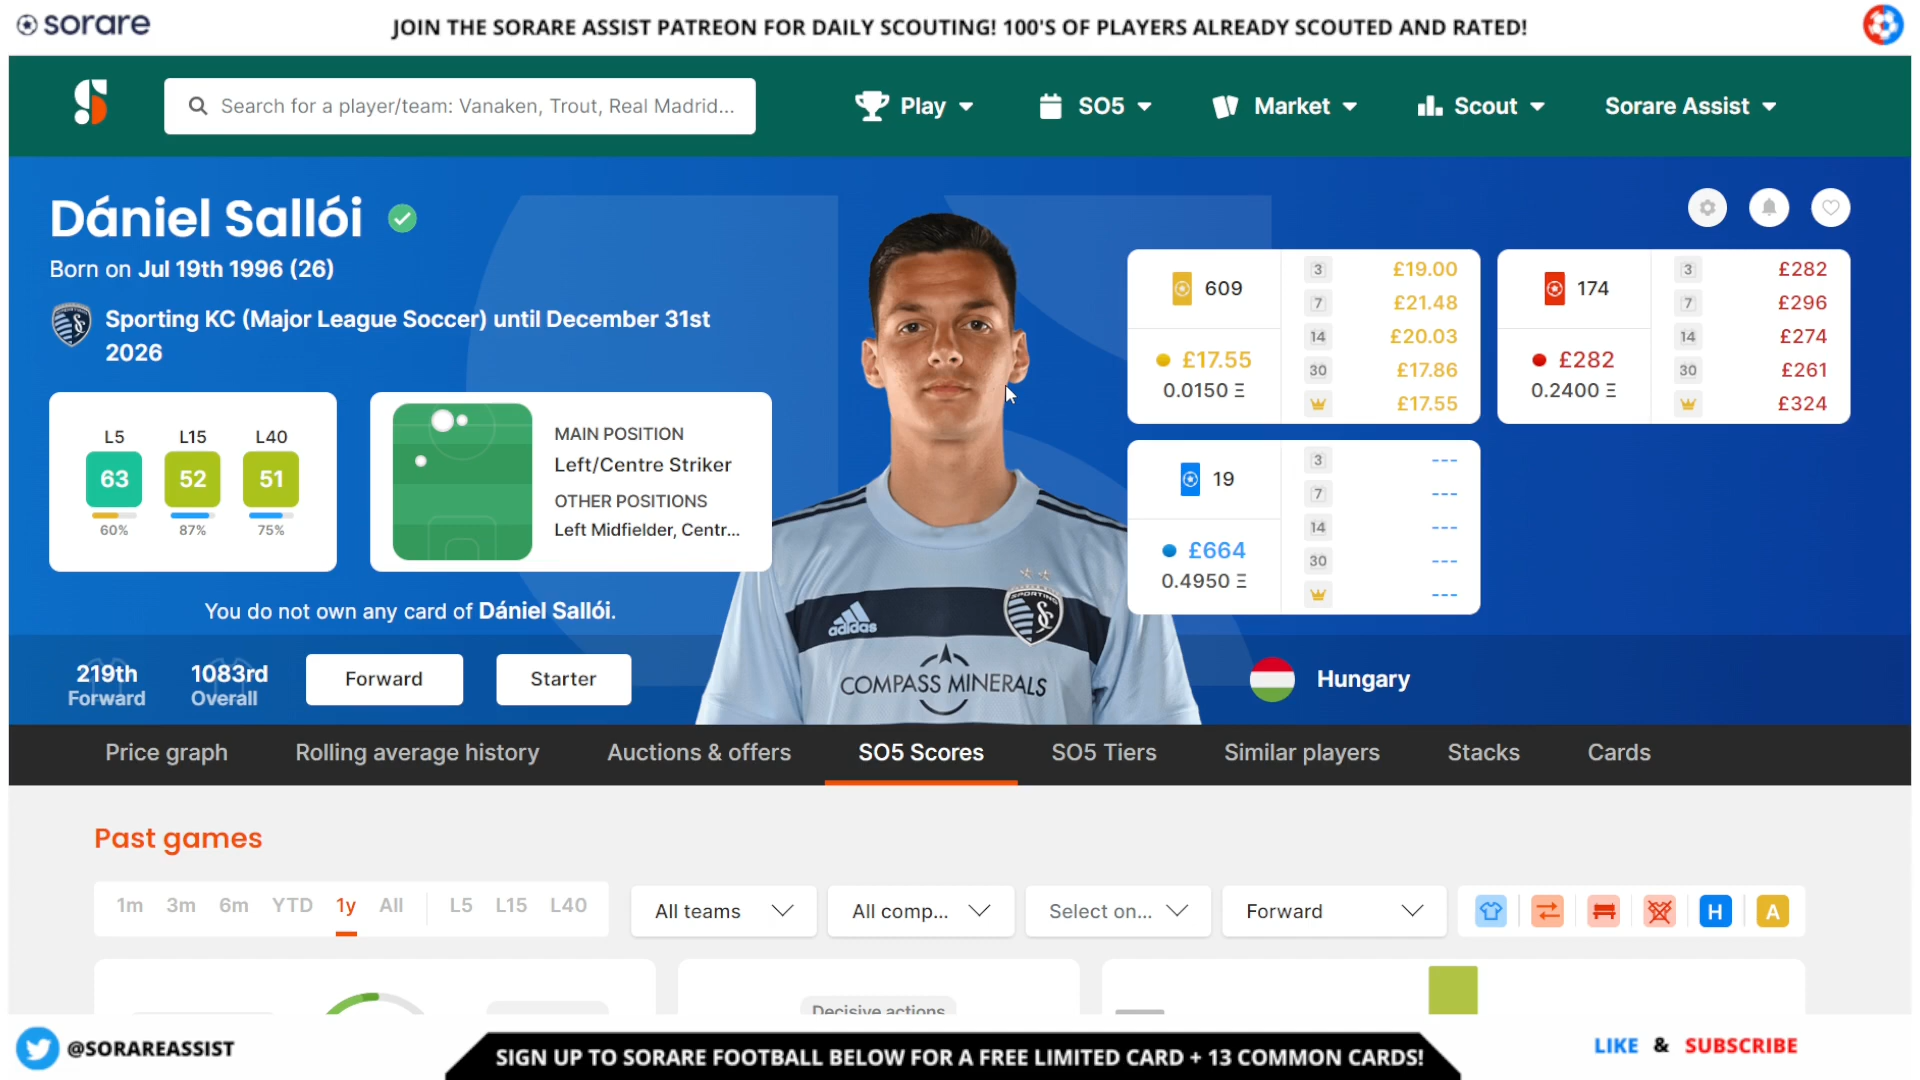 sorare
JOIN THE SORARE ASSIST PATREON FOR DAILY SCOUTING! 100'S OF PLAYERS ALREADY SCOUTED AND RATED!
Search for a player/team: Vanaken, Trout, Real Madrid...
Play
SO5
Market
Scout
Sorare Assist
Dániel Sallói
Born on Jul 19th 1996 (26)
Sporting KC (Major League Soccer) until December 31st
2026
L5 L15 L40
63 52 51
60% 87% 75%
MAIN POSITION
Left/Centre Striker
OTHER POSITIONS
Left Midfielder, Centr...
You do not own any card of Dániel Sallói.
609
£17.55
0.0150 Ξ
3 £19.00
7 £21.48
14 £20.03
30 £17.86
£17.55
174
£282
0.2400 Ξ
3 £282
7 £296
14 £274
30 £261
£324
19
£664
0.4950 Ξ
3 ---
7 ---
14 ---
30 ---
---
adidas
SPORTING
COMPASS MINERALS
219th
Forward
1083rd
Overall
Forward
Starter
Hungary
Price graph
Rolling average history
Auctions & offers
SO5 Scores
SO5 Tiers
Similar players
Stacks
Cards
Past games
1m 3m 6m YTD 1y All L5 L15 L40
All teams
All comp...
Select on...
Forward
H
A
Decisive actions
@SORAREASSIST
SIGN UP TO SORARE FOOTBALL BELOW FOR A FREE LIMITED CARD + 13 COMMON CARDS!
LIKE & SUBSCRIBE